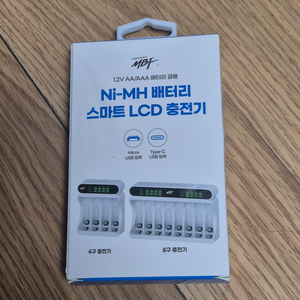 MBF
1.2V AA/AAA 배터리 겸용
Ni-MH 배터리
스마트 LCD 충전기
Micro
USB 입력
Type-C
USB 입력
4구 충전기
8구 충전기